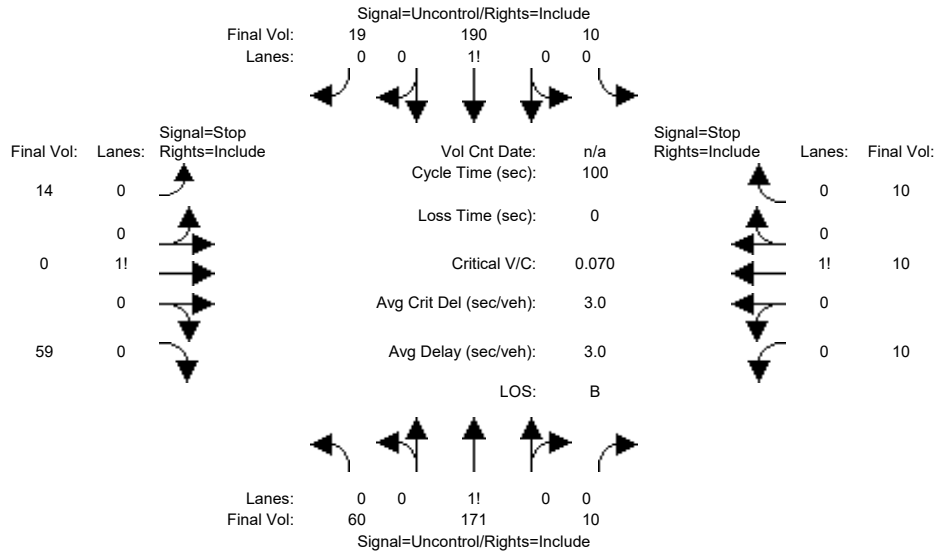 Signal=Uncontrol/Rights=Include
Final Vol: 19 190 10
Lanes: 0 0 1! 0 0
Signal=Stop
Final Vol: Lanes: Rights=Include
14 0
0
0 1!
0
59 0
Vol Cnt Date: n/a
Cycle Time (sec): 100
Loss Time (sec): 0
Critical V/C: 0.070
Avg Crit Del (sec/veh): 3.0
Avg Delay (sec/veh): 3.0
LOS: B
Signal=Stop
Rights=Include Lanes: Final Vol:
0 10
0
1! 10
0
0 10
Lanes: 0 0 1! 0 0
Final Vol: 60 171 10
Signal=Uncontrol/Rights=Include